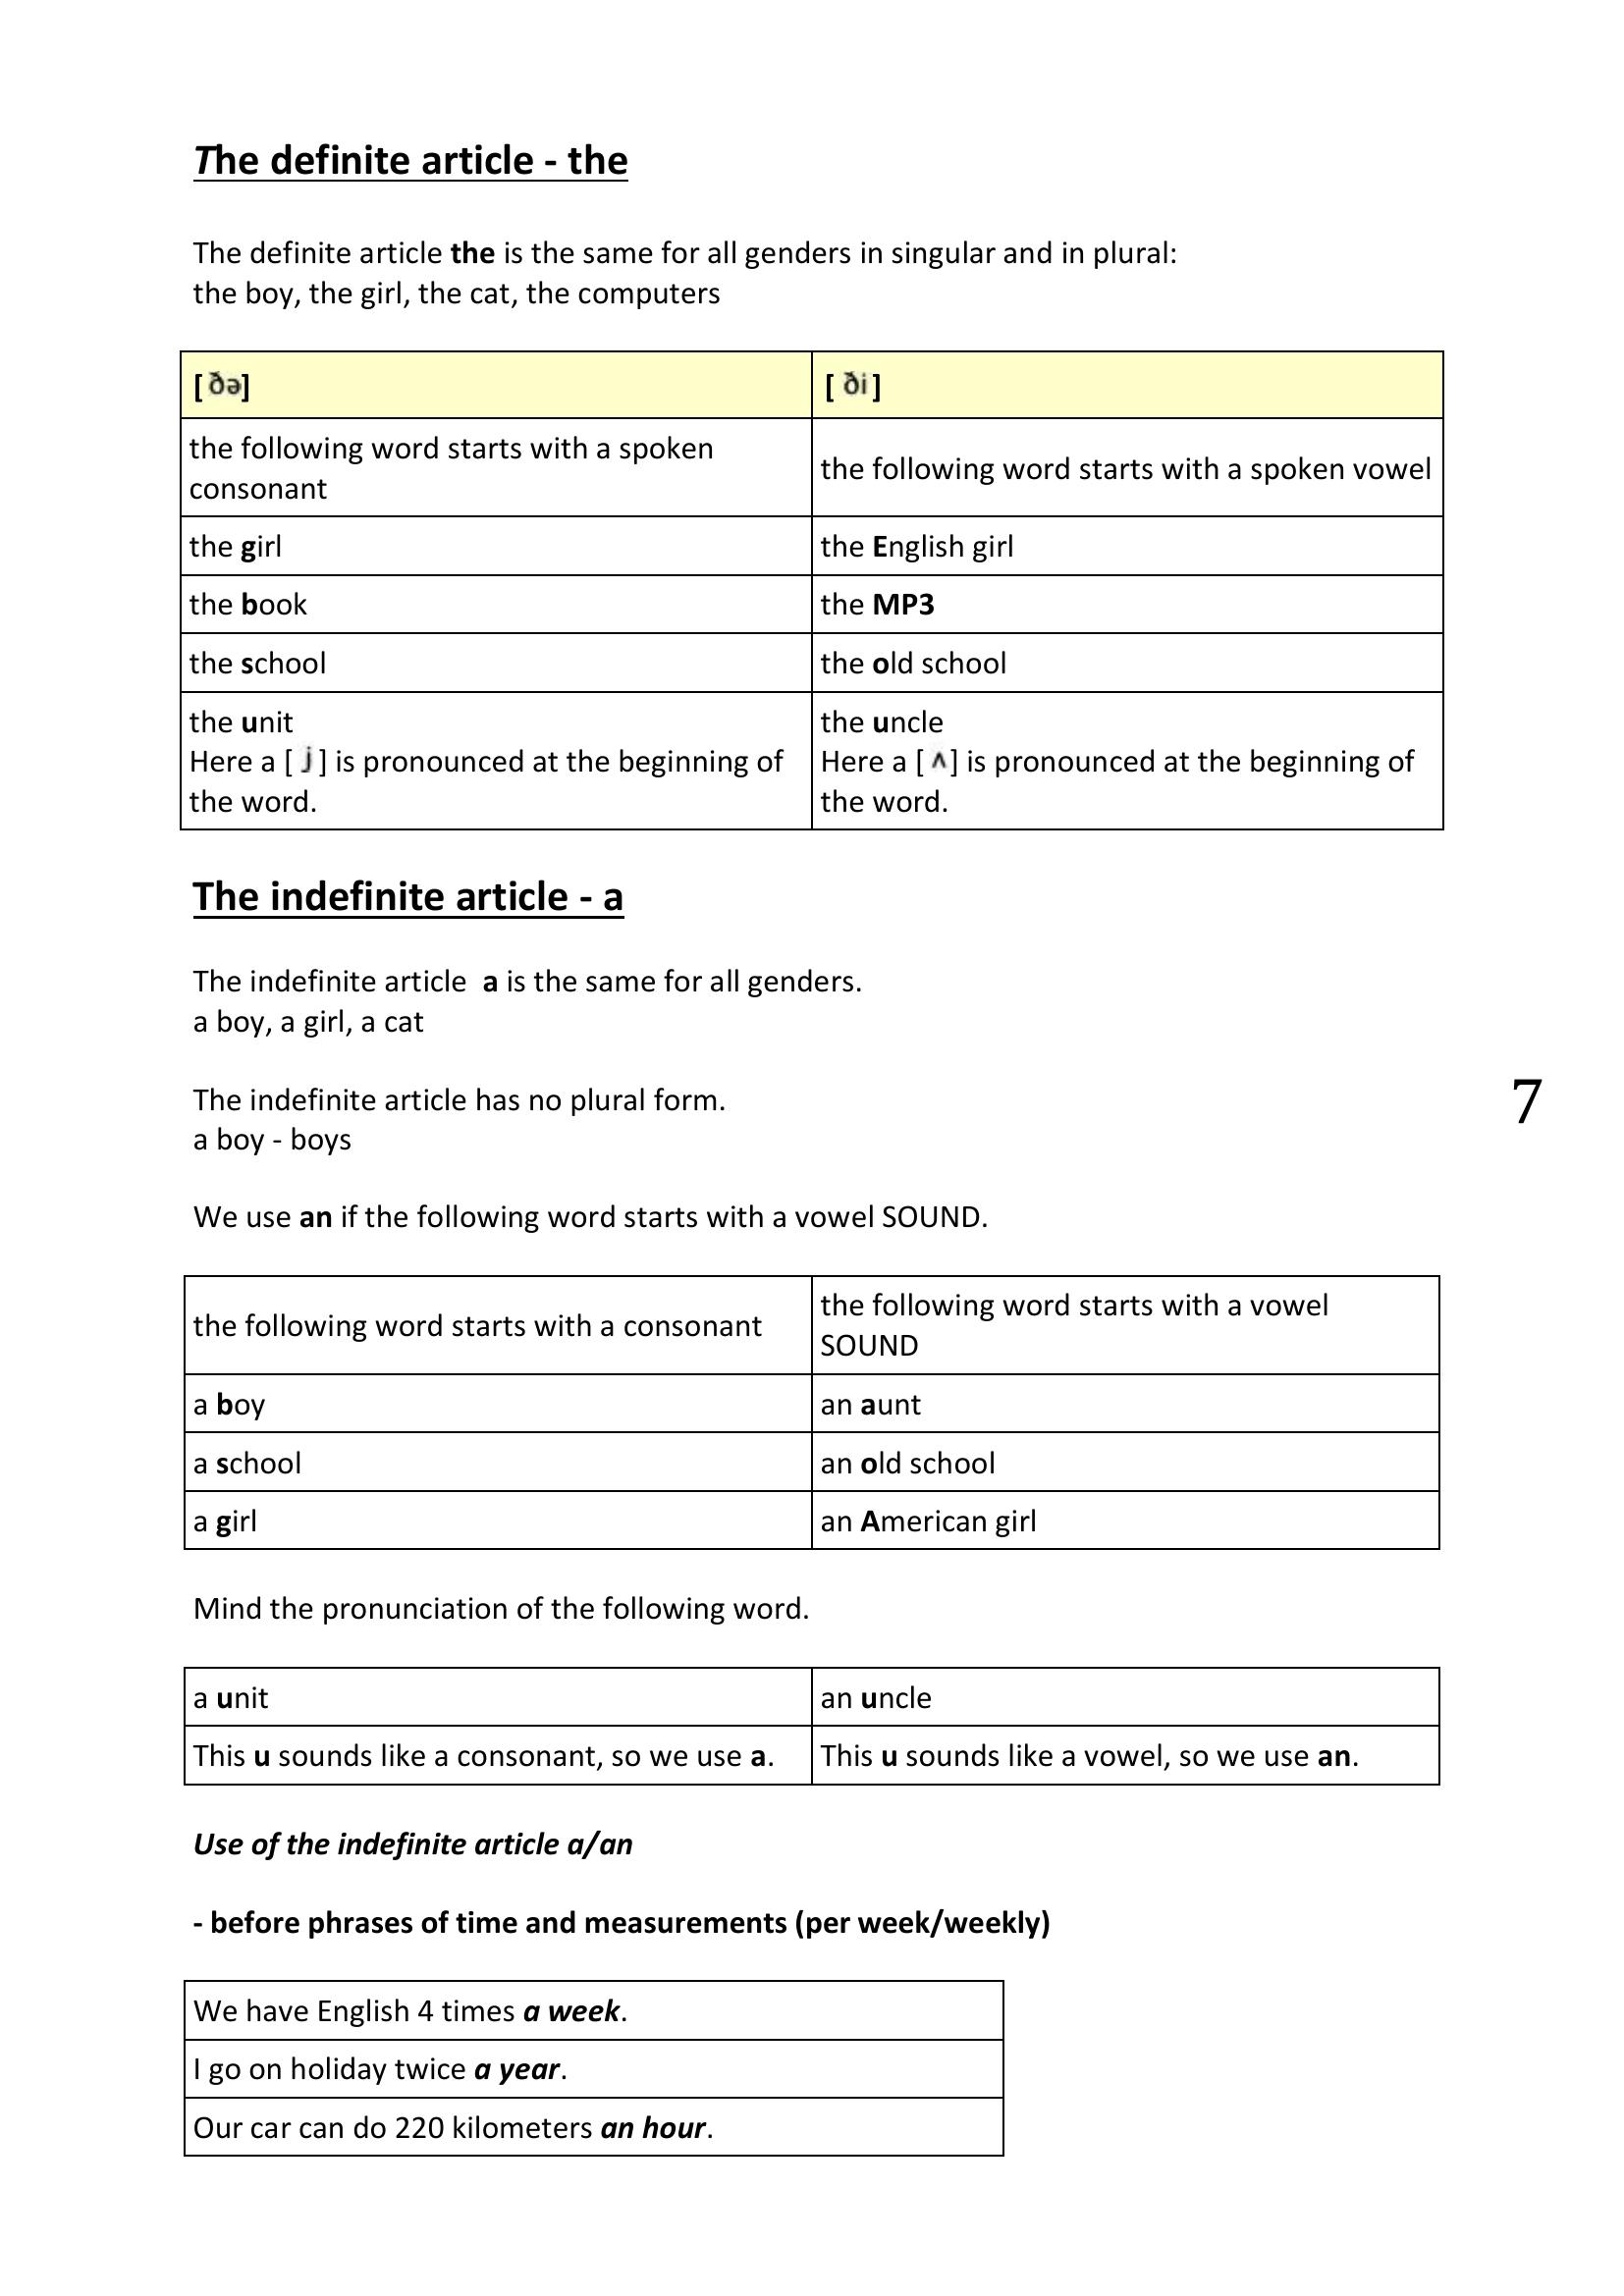 The definite article - the
The definite article the is the same for all genders in singular and in plural:
the boy, the girl, the cat, the computers
[ ðə]
[ ði ]
the following word starts with a spoken
consonant
the following word starts with a spoken vowel
the girl
the English girl
the book
the MP3
the school
the old school
the unit
Here a [ j ] is pronounced at the beginning of
the word.
the uncle
Here a [ ʌ] is pronounced at the beginning of
the word.
The indefinite article - a
The indefinite article  a is the same for all genders.
a boy, a girl, a cat
The indefinite article has no plural form.
a boy - boys
7
We use an if the following word starts with a vowel SOUND.
the following word starts with a consonant
the following word starts with a vowel
SOUND
a boy
an aunt
a school
an old school
a girl
an American girl
Mind the pronunciation of the following word.
a unit
an uncle
This u sounds like a consonant, so we use a.
This u sounds like a vowel, so we use an.
Use of the indefinite article a/an
- before phrases of time and measurements (per week/weekly)
We have English 4 times a week.
I go on holiday twice a year.
Our car can do 220 kilometers an hour.